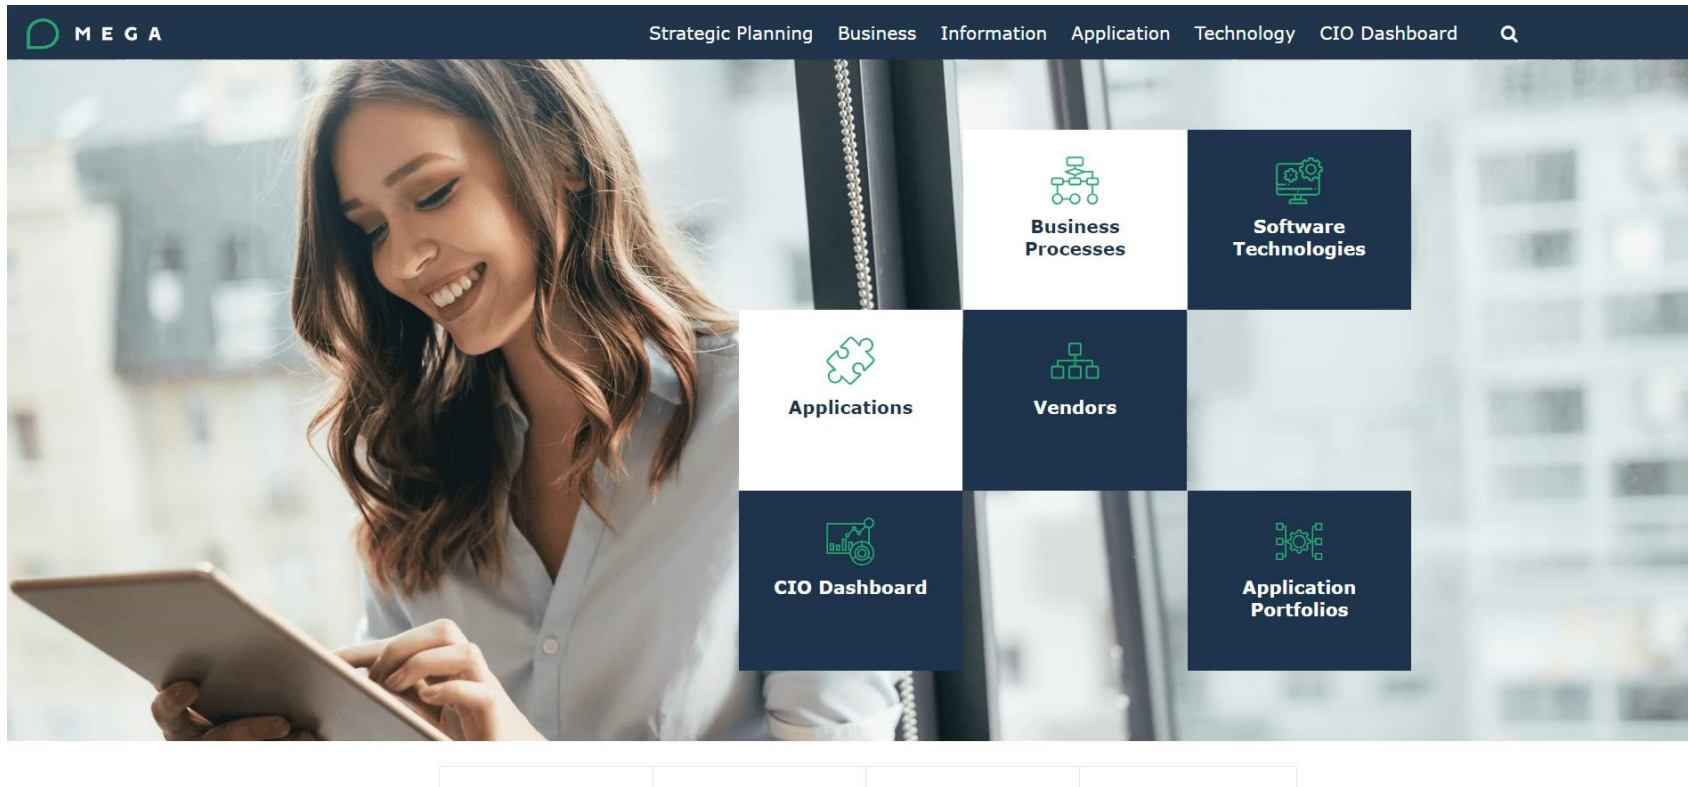 MEGA
Strategic Planning Business Information Application Technology CIO Dashboard
Business
Processes
Software
Technologies
Applications
Vendors
CIO Dashboard
Application
Portfolios